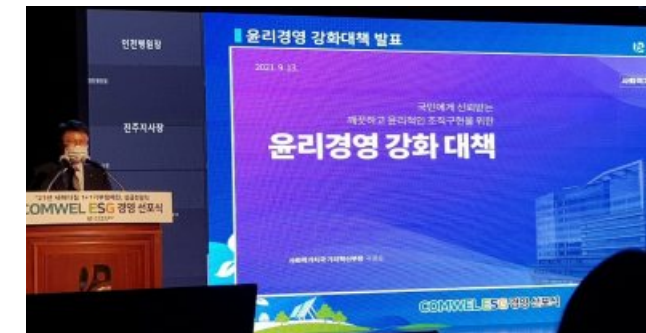 인천병원장
진주지사장
윤리경영 강화대책 발표
2021. 9. 13.
국민에게 신뢰받는
깨끗하고 윤리적인 조직구현을 위한
윤리경영 강화 대책
COMWEL ESG 경영 선포식
COMWEL ESG 경영 선포식